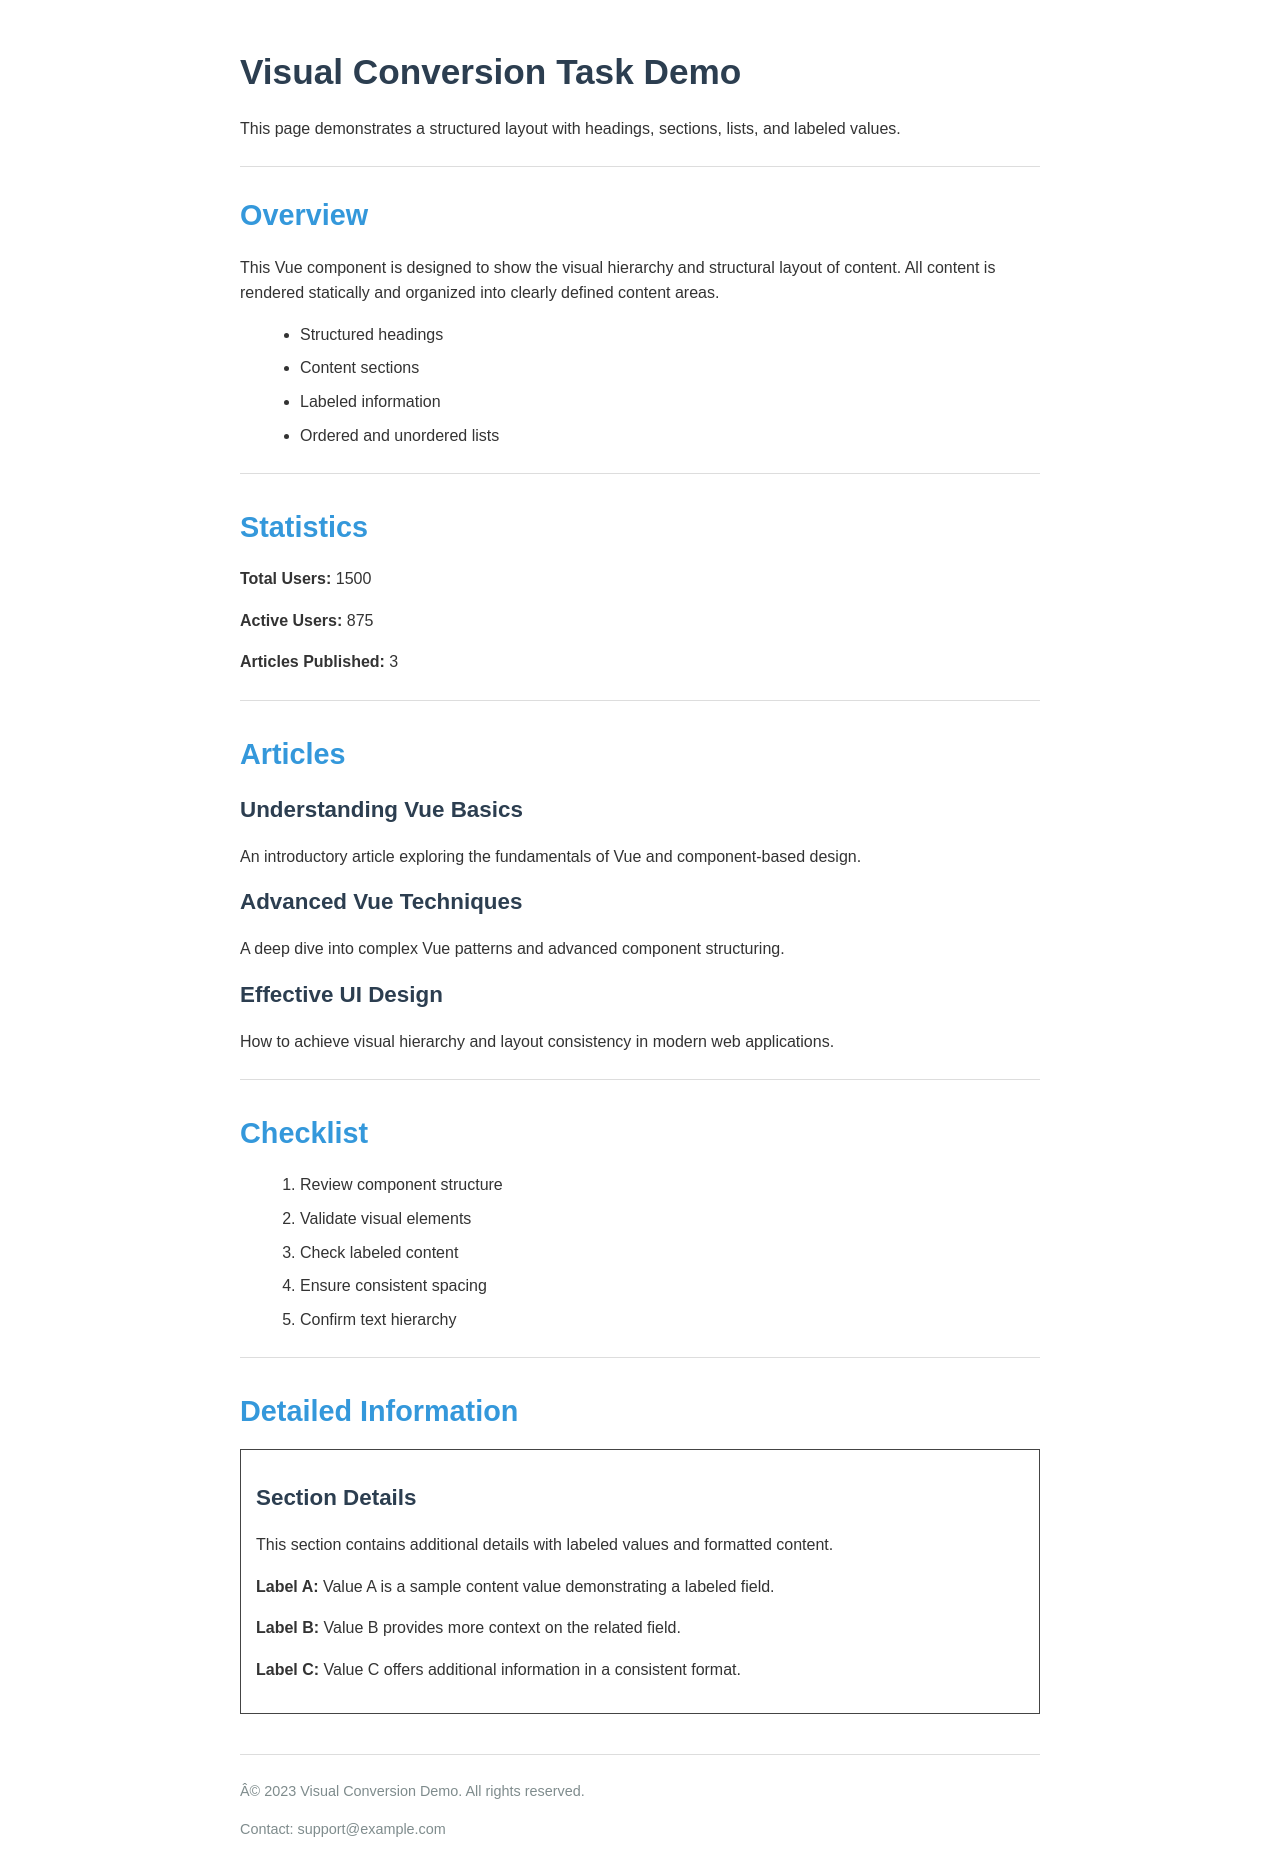 Visual Conversion Task Demo
This page demonstrates a structured layout with headings, sections, lists, and labeled values.
Overview
This Vue component is designed to show the visual hierarchy and structural layout of content. All content is
rendered statically and organized into clearly defined content areas.
• Structured headings
• Content sections
• Labeled information
• Ordered and unordered lists
Statistics
Total Users: 1500
Active Users: 875
Articles Published: 3
Articles
Understanding Vue Basics
An introductory article exploring the fundamentals of Vue and component-based design.
Advanced Vue Techniques
A deep dive into complex Vue patterns and advanced component structuring.
Effective UI Design
How to achieve visual hierarchy and layout consistency in modern web applications.
Checklist
1. Review component structure
2. Validate visual elements
3. Check labeled content
4. Ensure consistent spacing
5. Confirm text hierarchy
Detailed Information
Section Details
This section contains additional details with labeled values and formatted content.
Label A: Value A is a sample content value demonstrating a labeled field.
Label B: Value B provides more context on the related field.
Label C: Value C offers additional information in a consistent format.
Â© 2023 Visual Conversion Demo. All rights reserved.
Contact: support@example.com